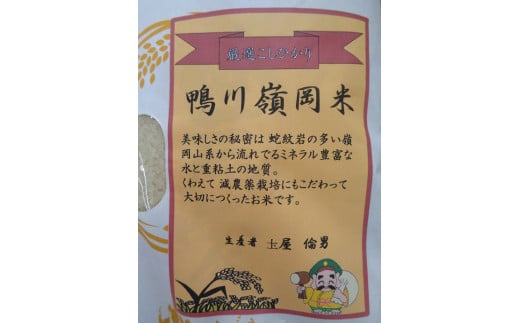 厳選こしひかり
鴨川嶺岡米
美味しさの秘密は 蛇紋岩の多い嶺
岡山系から流れでるミネラル豊富な
水と重粘土の地質。
くわえて 減農薬栽培にもこだわって
大切につくったお米です。
生産者 土屋 倫男